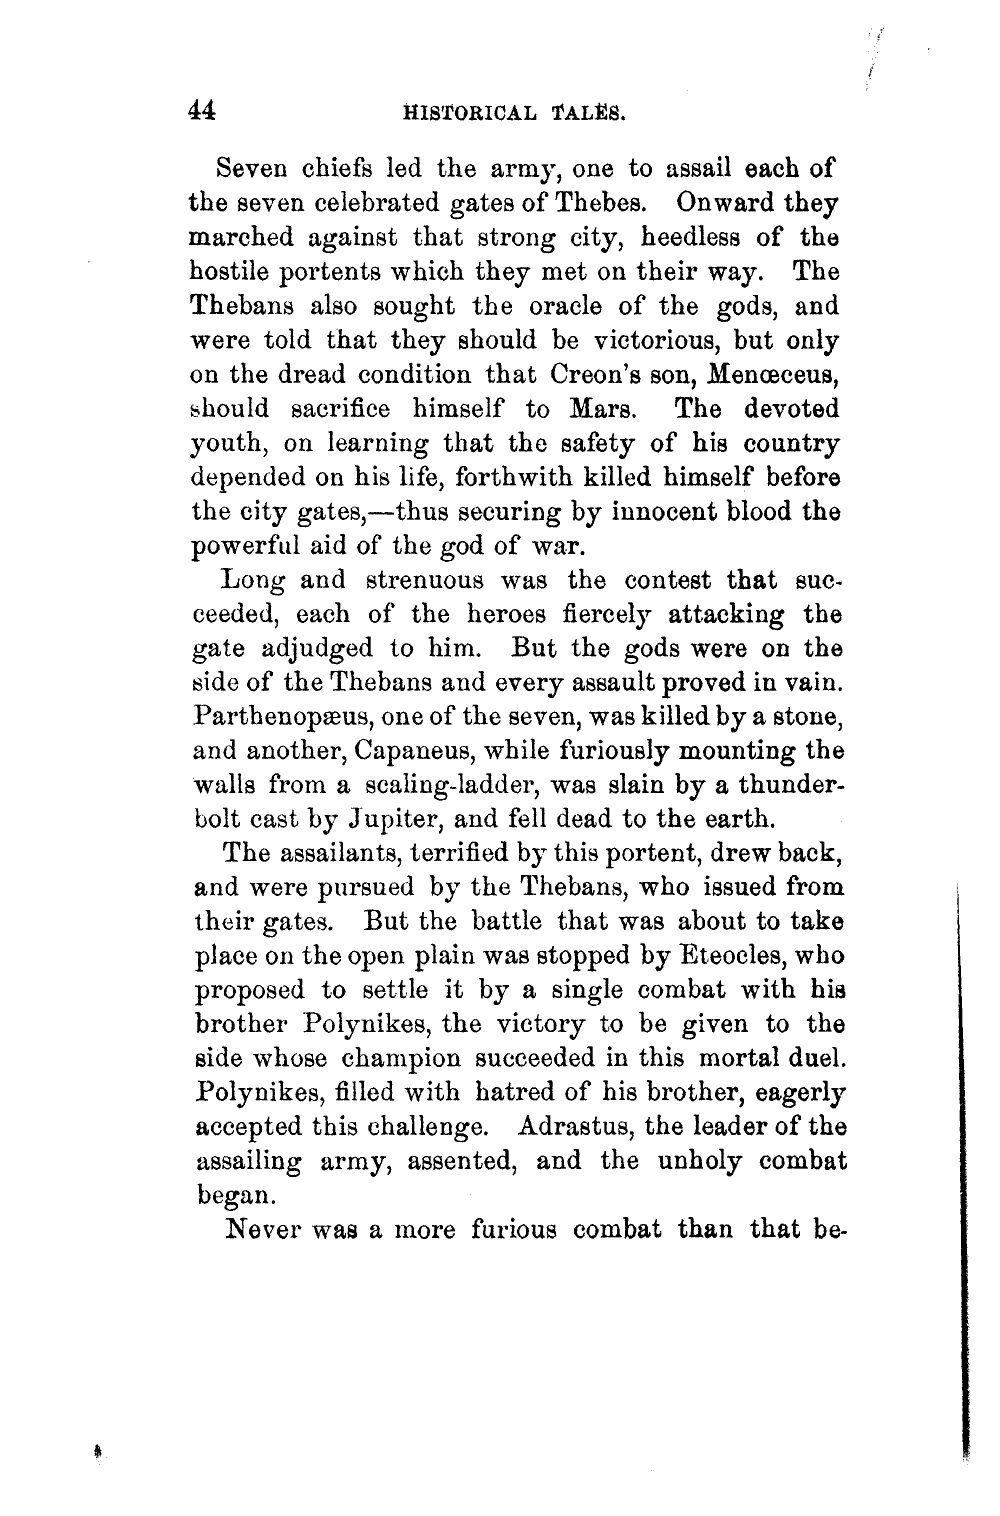 44 HISTORICAL TALES.
Seven chiefs led the army, one to assail each of
the seven celebrated gates of Thebes. Onward they
marched against that strong city, heedless of the
hostile portents which they met on their way. The
Thebans also sought the oracle of the gods, and
were told that they should be victorious, but only
on the dread condition that Creon's son, Menœceus,
should sacrifice himself to Mars. The devoted
youth, on learning that the safety of his country
depended on his life, forthwith killed himself before
the city gates,—thus securing by innocent blood the
powerful aid of the god of war.
Long and strenuous was the contest that suc-
ceeded, each of the heroes fiercely attacking the
gate adjudged to him. But the gods were on the
side of the Thebans and every assault proved in vain.
Parthenopæus, one of the seven, was killed by a stone,
and another, Capaneus, while furiously mounting the
walls from a scaling-ladder, was slain by a thunder-
bolt cast by Jupiter, and fell dead to the earth.
The assailants, terrified by this portent, drew back,
and were pursued by the Thebans, who issued from
their gates. But the battle that was about to take
place on the open plain was stopped by Eteocles, who
proposed to settle it by a single combat with his
brother Polynikes, the victory to be given to the
side whose champion succeeded in this mortal duel.
Polynikes, filled with hatred of his brother, eagerly
accepted this challenge. Adrastus, the leader of the
assailing army, assented, and the unholy combat
began.
Never was a more furious combat than that be-